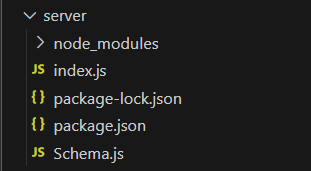 server
node_modules
JS index.js
{} package-lock.json
{} package.json
JS Schema.js